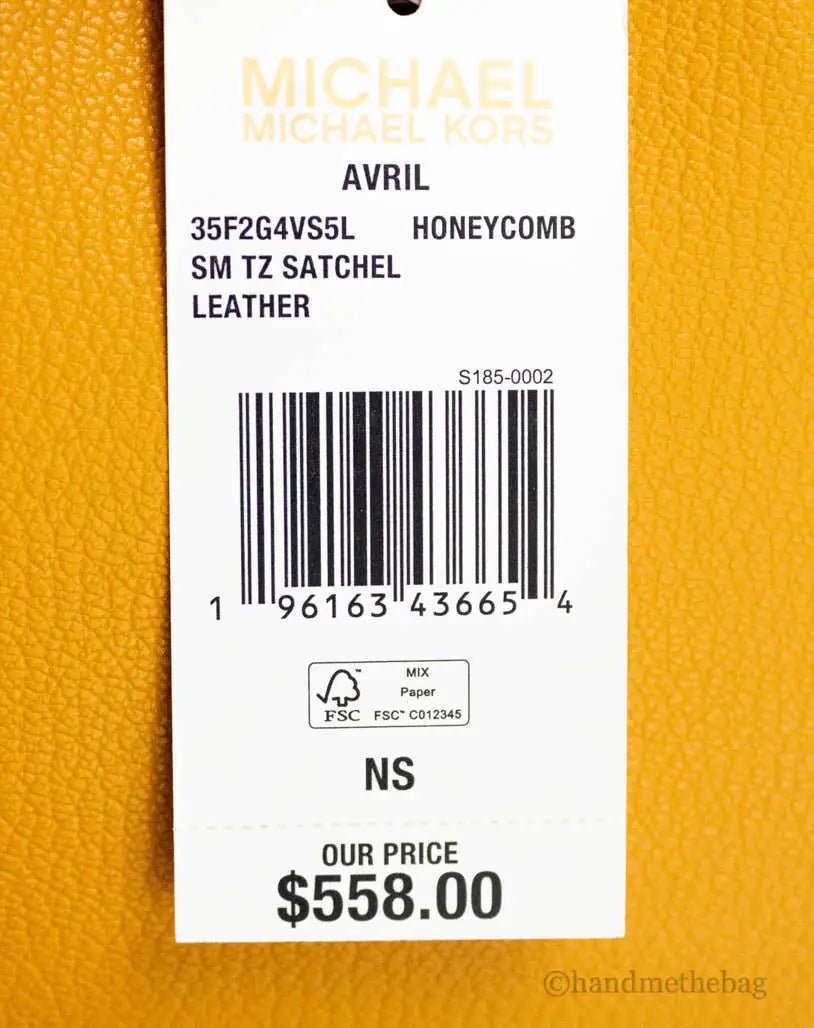 MICHAEL
MICHAEL KORS
AVRIL
35F2G4VS5L HONEYCOMB
SM TZ SATCHEL
LEATHER
S185-0002
1 96163 43665 4
MIX
Paper
FSC™ C012345
™
FSC
NS
OUR PRICE
$558.00
©handmethebag